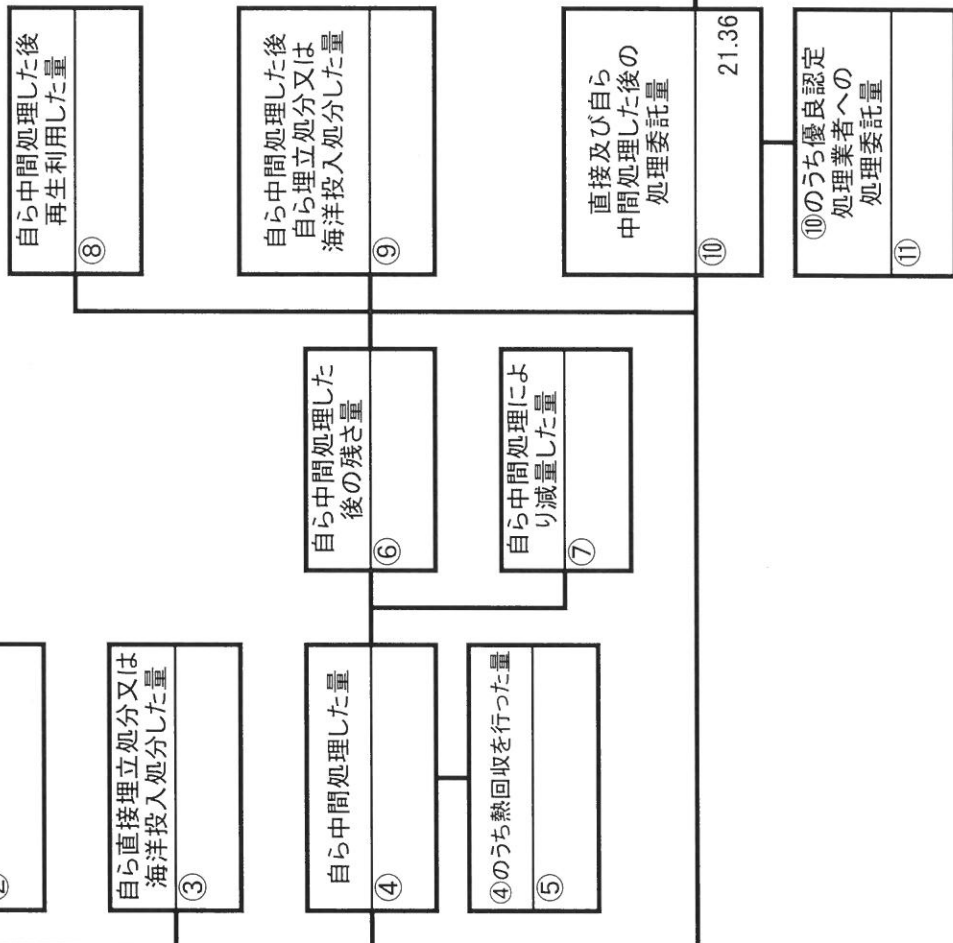 ②
自ら直接埋立処分又は
海洋投入処分した量
③
自ら中間処理した量
④
④のうち熱回収を行った量
⑤
自ら中間処理した
後の残さ量
⑥
自ら中間処理によ
り減量した量
⑦
自ら中間処理した後
再生利用した量
⑧
自ら中間処理した後
自ら埋立処分又は
海洋投入処分した量
⑨
直接及び自ら
中間処理した後の
処理委託量
⑩
21.36
⑩のうち優良認定
処理業者への
処理委託量
⑪